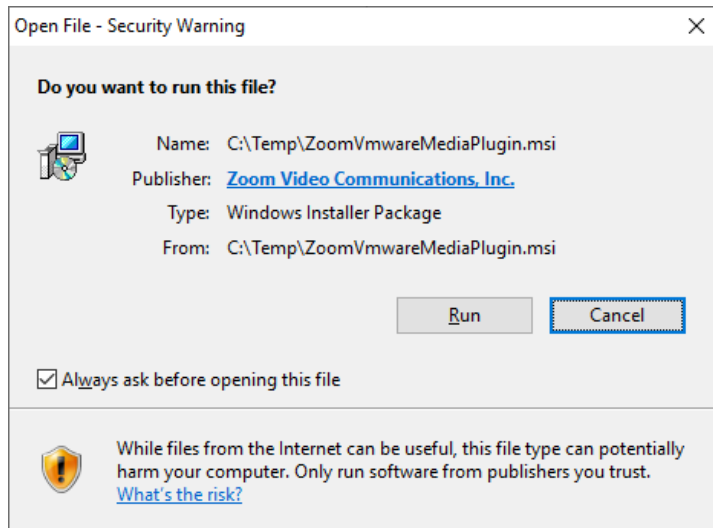 Open File - Security Warning
Do you want to run this file?
Name: C:\Temp\ZoomVmwareMediaPlugin.msi
Publisher: Zoom Video Communications, Inc.
Type: Windows Installer Package
From: C:\Temp\ZoomVmwareMediaPlugin.msi
Run Cancel
Always ask before opening this file
While files from the Internet can be useful, this file type can potentially
harm your computer. Only run software from publishers you trust.
What's the risk?